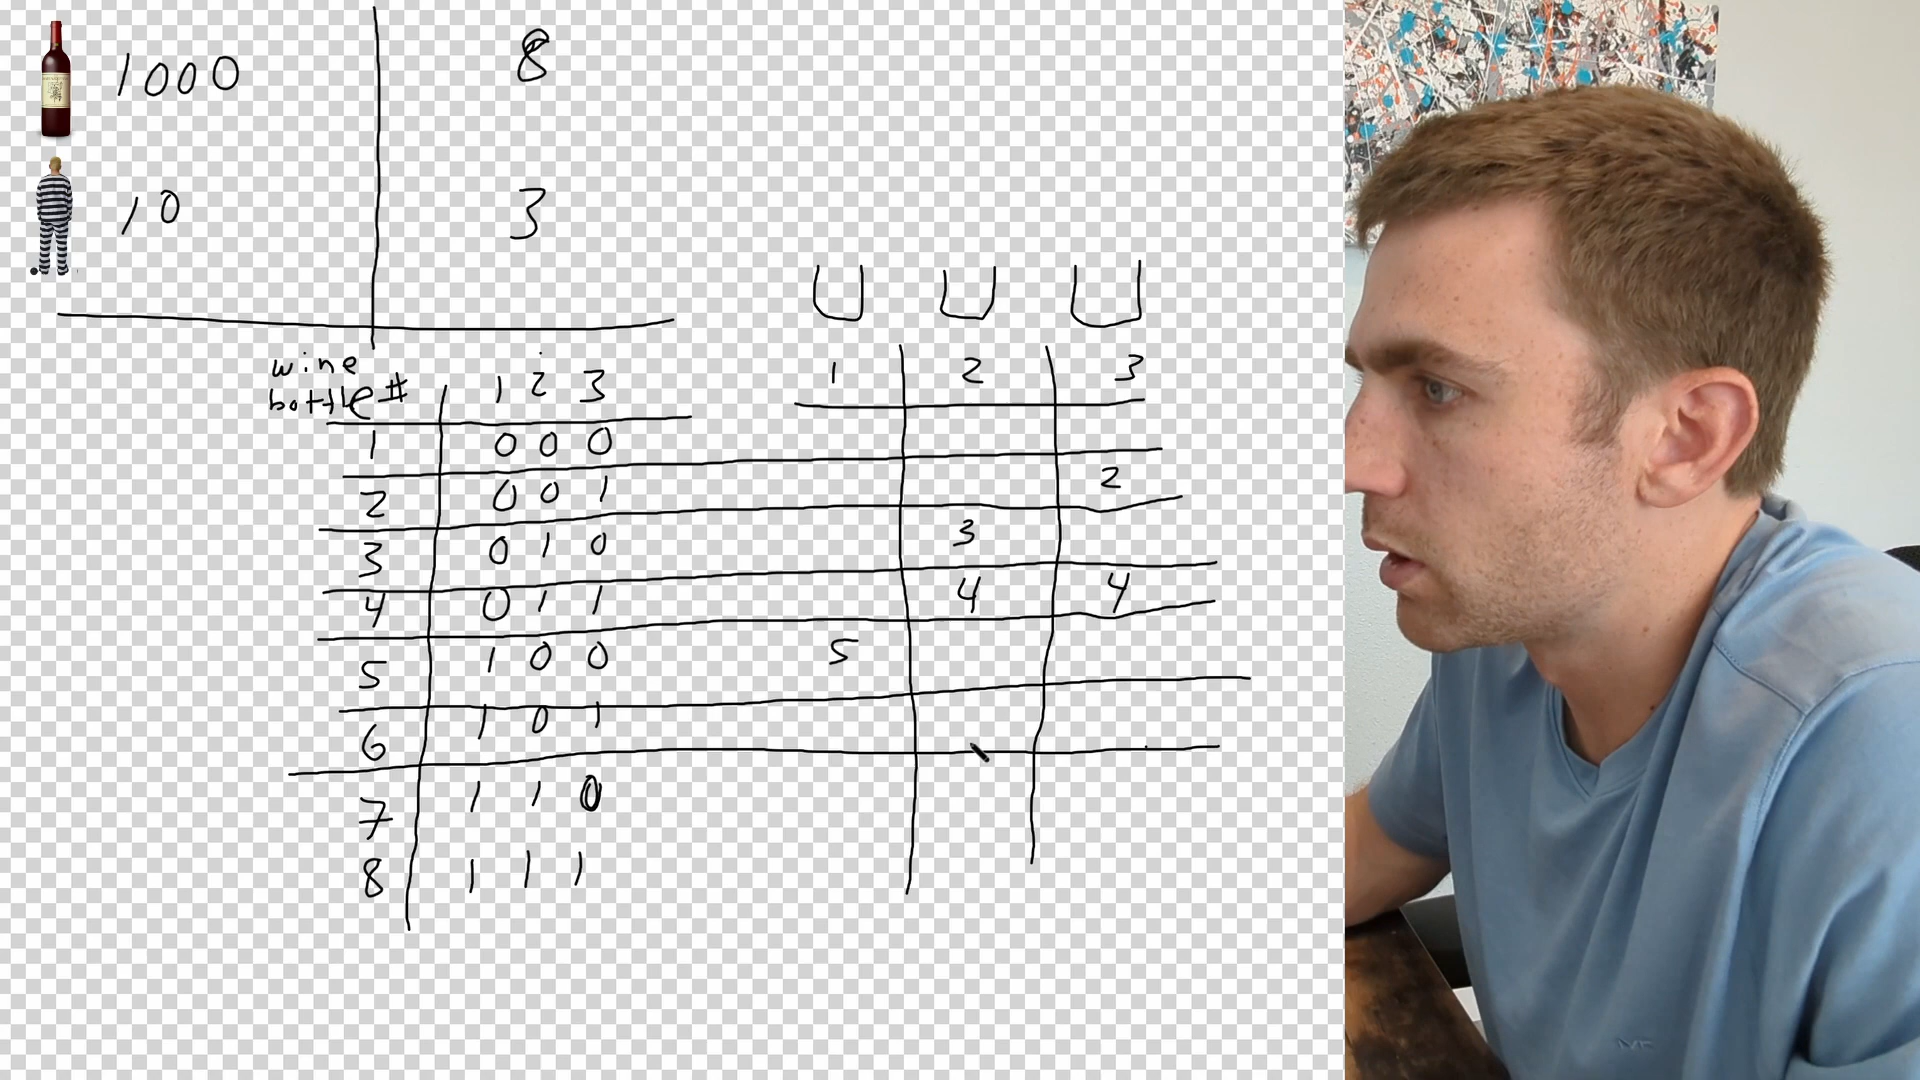 1000 8
10 3
wine
bottle # 1 2 3
1 0 0 0
2 0 0 1
3 0 1 0
4 0 1 1
5 1 0 0
6 1 0 1
7 1 1 0
8 1 1 1
1 2 3
2
3
4 4
5